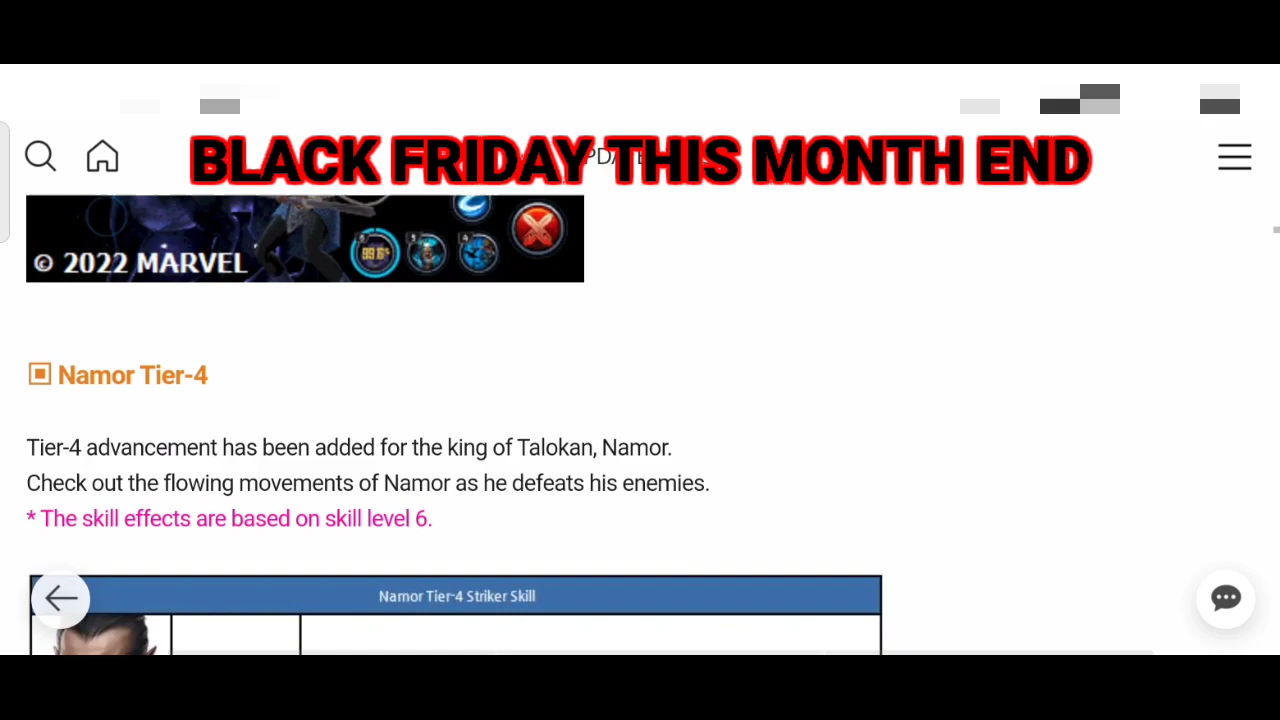 BLACK FRIDAY THIS MONTH END
© 2022 MARVEL
99.6
Namor Tier-4
Tier-4 advancement has been added for the king of Talokan, Namor.
Check out the flowing movements of Namor as he defeats his enemies.
* The skill effects are based on skill level 6.
Namor Tier-4 Striker Skill